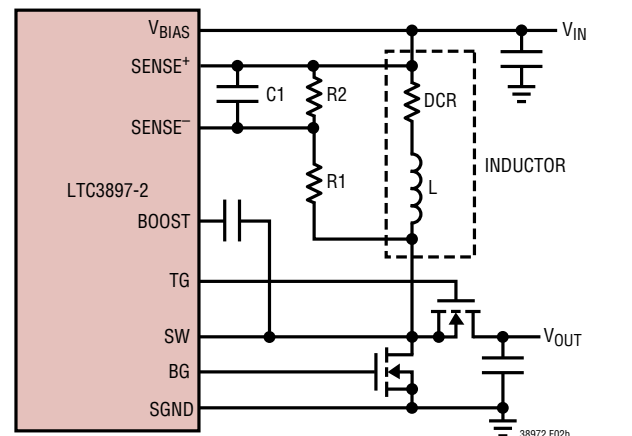 VBIAS
VIN
SENSE+
C1
R2
DCR
SENSE–
INDUCTOR
R1
L
LTC3897-2
BOOST
TG
SW
VOUT
BG
SGND
38972 F02b